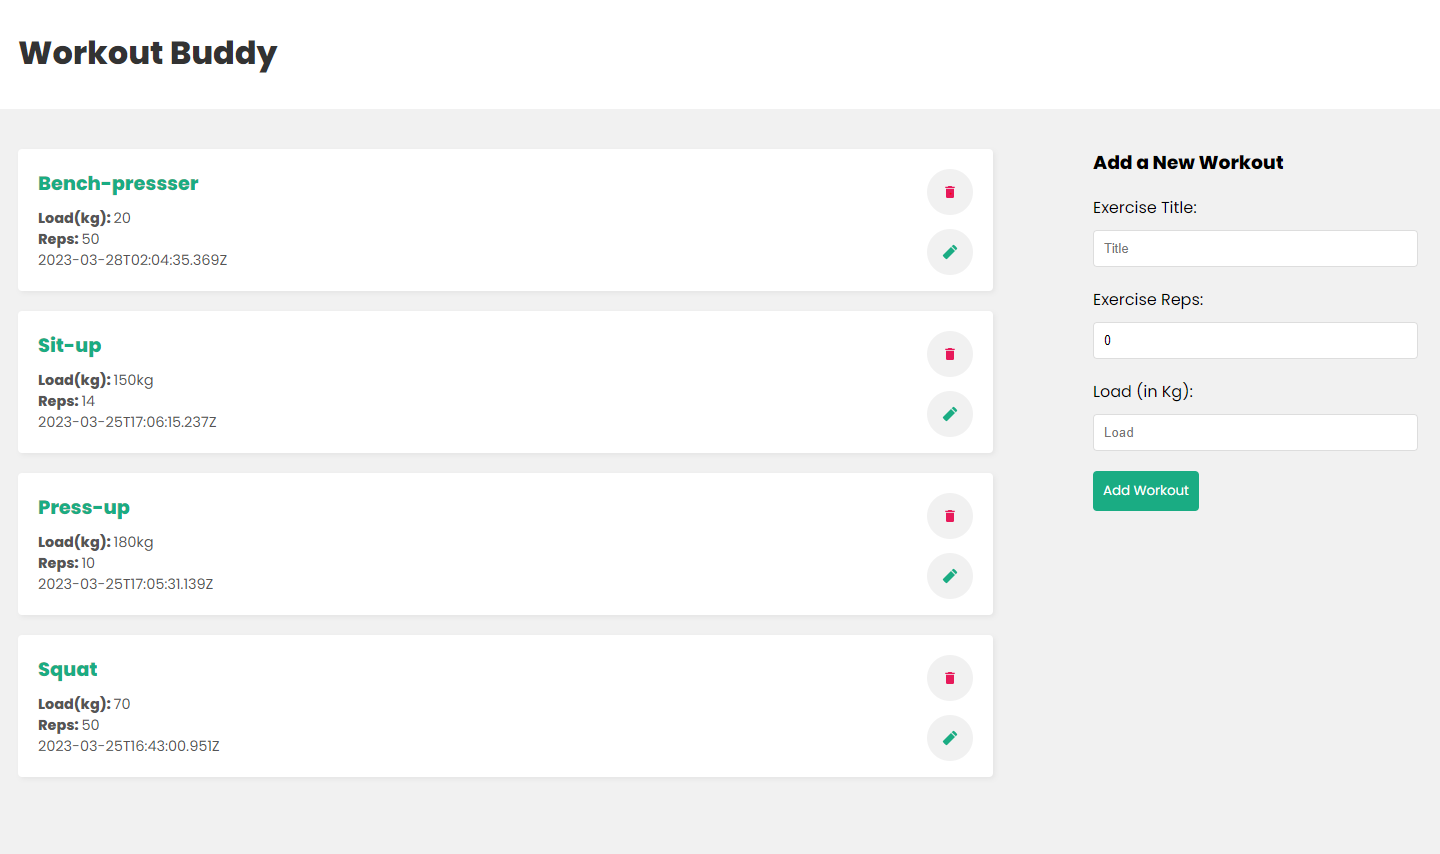 Workout Buddy
Bench-pressser
Load(kg): 20
Reps: 50
2023-03-28T02:04:35.369Z
Sit-up
Load(kg): 150kg
Reps: 14
2023-03-25T17:06:15.237Z
Press-up
Load(kg): 180kg
Reps: 10
2023-03-25T17:05:31.139Z
Squat
Load(kg): 70
Reps: 50
2023-03-25T16:43:00.951Z
Add a New Workout
Exercise Title:
Title
Exercise Reps:
0
Load (in Kg):
Load
Add Workout